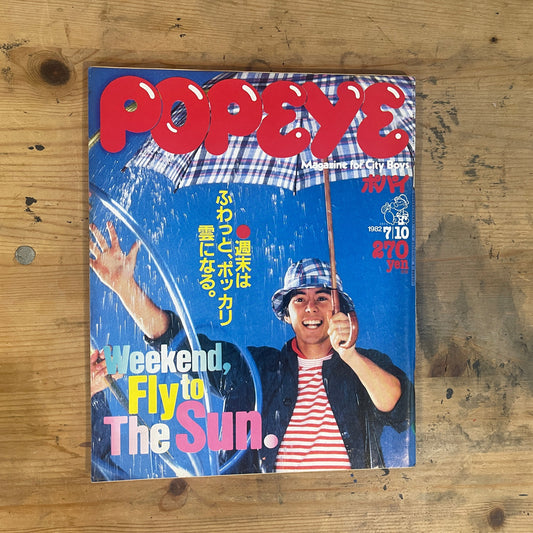 POPEYE
Magazine for City Boys
ポパイ
1982 7/10
270
yen
●週末は
ふわっと、ポッカリ
雲になる。
Weekend,
Fly to
The Sun.